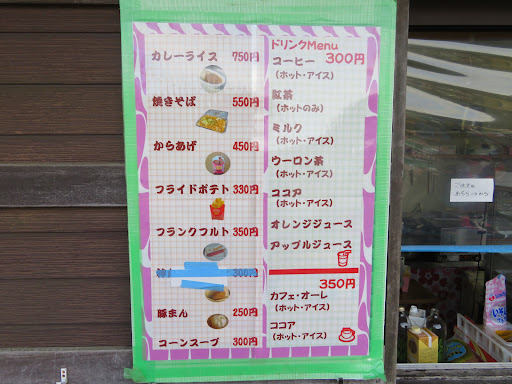 カレーライス 750円
焼きそば 550円
からあげ 450円
フライドポテト 330円
フランクフルト 350円
300円
豚まん 250円
コーンスープ 300円
ドリンクMenu
コーヒー 300円
(ホット・アイス)
紅茶
(ホットのみ)
ミルク
(ホット・アイス)
ウーロン茶
(ホット・アイス)
ココア
(ホット・アイス)
オレンジジュース
アップルジュース
350円
カフェ・オーレ
(ホット・アイス)
ココア
(ホット・アイス)
ご注文は
あちらの